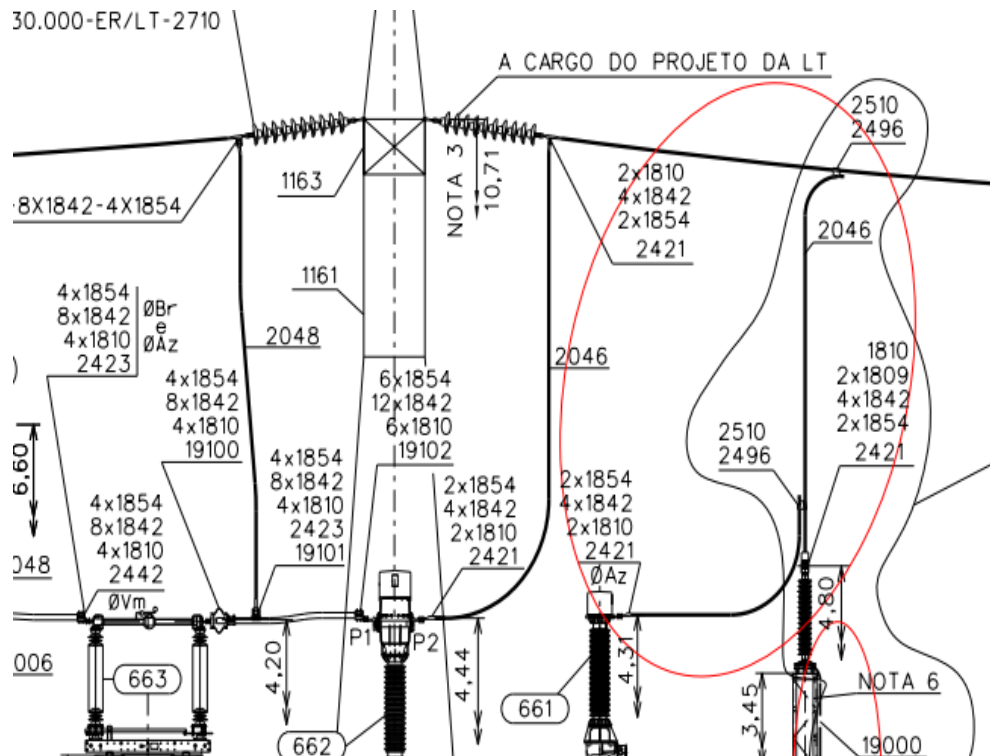 30.000-ER/LT-2710
A CARGO DO PROJETO DA LT
2510
2496
1163
NOTA 3
10,71
2x1810
4x1842
2x1854
2421
-8X1842-4X1854
2046
1161
4x1854
8x1842
4x1810
2423
ØBr
e
ØAz
2048
2046
1810
2x1809
4x1842
2x1854
2421
4x1854
8x1842
4x1810
19100
6x1854
12x1842
6x1810
19102
2510
2496
6,60
4x1854
8x1842
4x1810
2423
19101
2x1854
4x1842
2x1810
2421
2x1854
4x1842
2x1810
2421
ØAz
4x1854
8x1842
4x1810
2442
ØVm
048
P1
P2
4,80
006
663
4,20
4,44
4,31
661
662
3,45
NOTA 6
19000